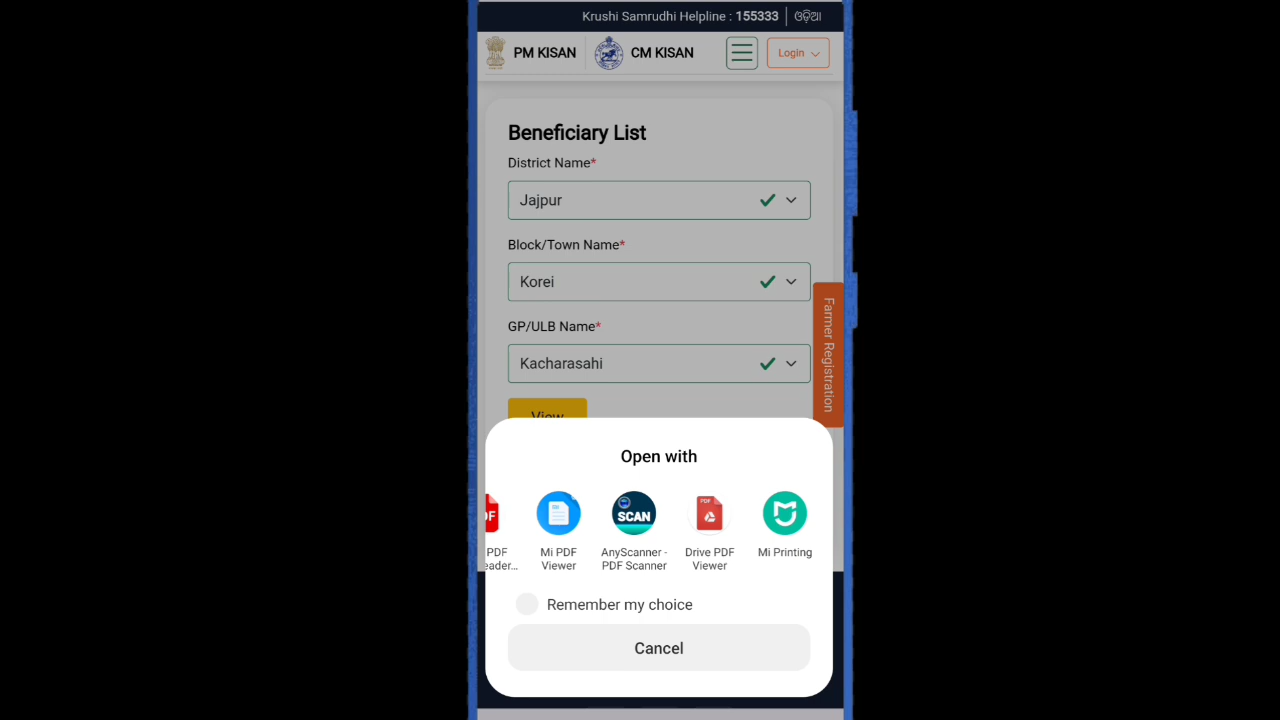 Krushi Samrudhi Helpline : 155333 | ଓଡ଼ିଆ
PM KISAN CM KISAN Login
Beneficiary List
District Name*
Jajpur
Block/Town Name*
Korei
GP/ULB Name*
Kacharasahi
Farmer Registration
View
Open with
PDF
eader...
Mi PDF
Viewer
SCAN
AnyScanner -
PDF Scanner
PDF
Drive PDF
Viewer
Mi Printing
Remember my choice
Cancel